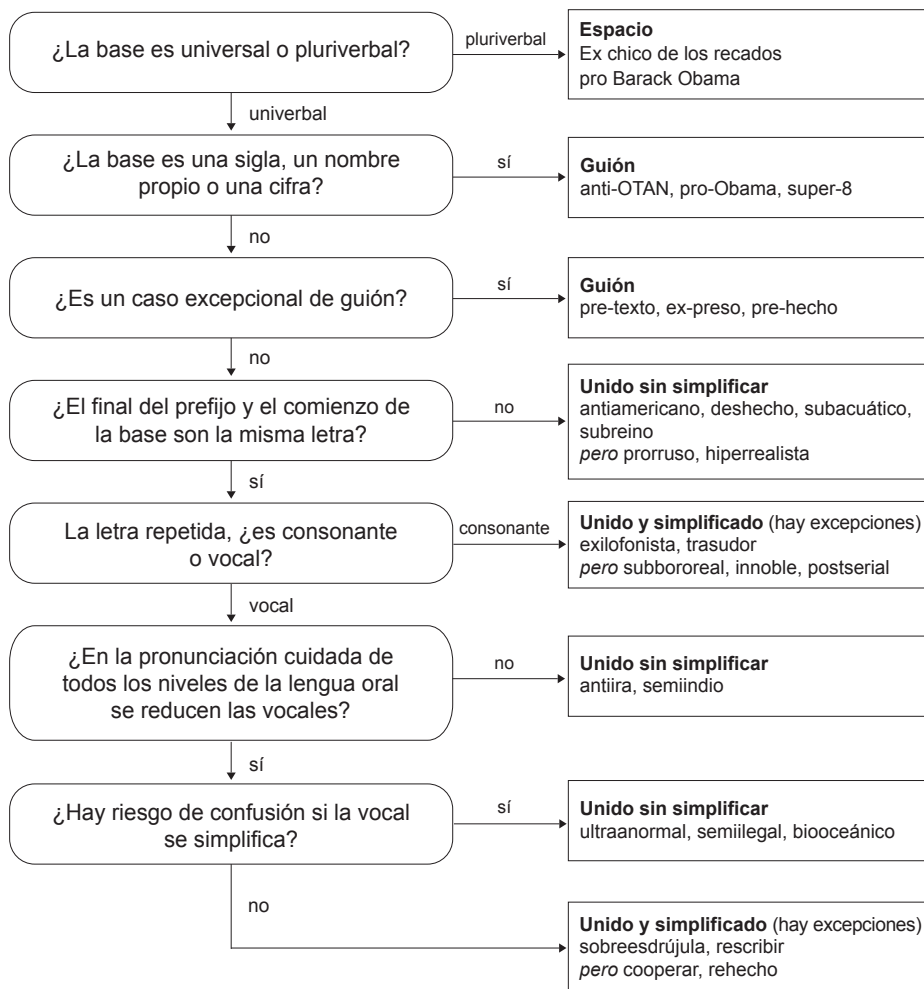 ¿La base es universal o pluriverbal?
pluriverbal
Espacio
Ex chico de los recados
pro Barack Obama
univerbal
¿La base es una sigla, un nombre
propio o una cifra?
sí
Guión
anti-OTAN, pro-Obama, super-8
no
¿Es un caso excepcional de guión?
sí
Guión
pre-texto, ex-preso, pre-hecho
no
¿El final del prefijo y el comienzo de
la base son la misma letra?
no
Unido sin simplificar
antiamericano, deshecho, subacuático,
subreino
pero prorruso, hiperrealista
sí
La letra repetida, ¿es consonante
o vocal?
consonante
Unido y simplificado (hay excepciones)
exilofonista, trasudor
pero subbororeal, innoble, postserial
vocal
¿En la pronunciación cuidada de
todos los niveles de la lengua oral
se reducen las vocales?
no
Unido sin simplificar
antiira, semiindio
sí
¿Hay riesgo de confusión si la vocal
se simplifica?
sí
Unido sin simplificar
ultraanormal, semiilegal, biooceánico
no
Unido y simplificado (hay excepciones)
sobreesdrújula, rescribir
pero cooperar, rehecho